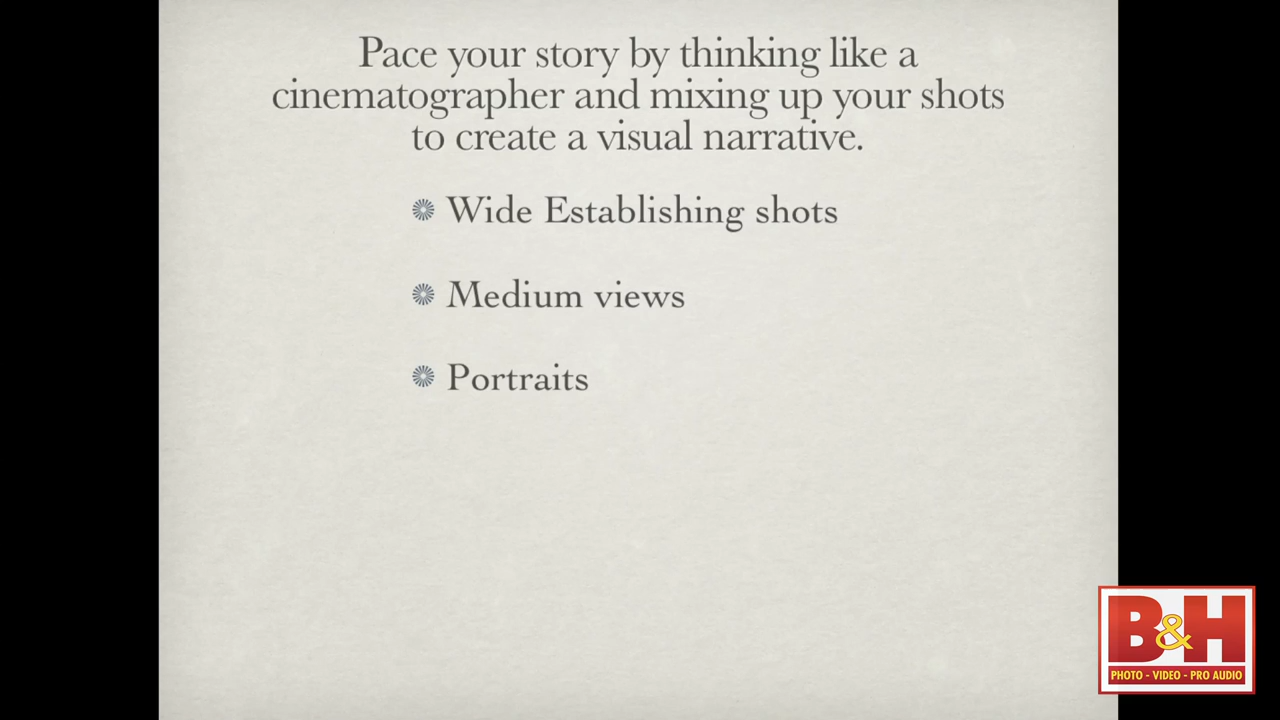 Pace your story by thinking like a
cinematographer and mixing up your shots
to create a visual narrative.
Wide Establishing shots
Medium views
Portraits
B&H
PHOTO - VIDEO - PRO AUDIO